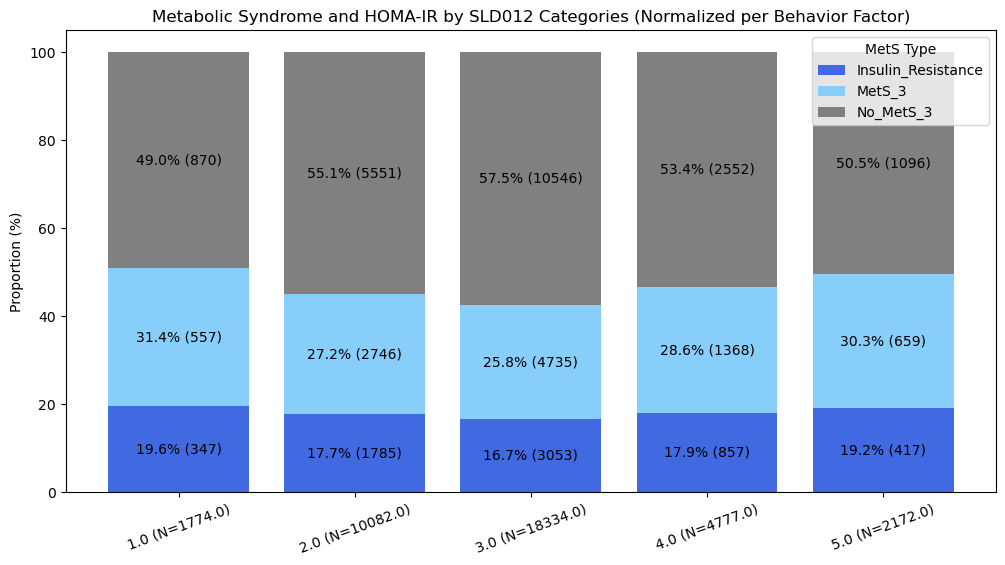 Metabolic Syndrome and HOMA-IR by SLD012 Categories (Normalized per Behavior Factor)
Proportion (%)
100
80
60
40
20
0
MetS Type
Insulin_Resistance
MetS_3
No_MetS_3
49.0% (870)
55.1% (5551)
57.5% (10546)
53.4% (2552)
50.5% (1096)
31.4% (557)
27.2% (2746)
25.8% (4735)
28.6% (1368)
30.3% (659)
19.6% (347)
17.7% (1785)
16.7% (3053)
17.9% (857)
19.2% (417)
1.0 (N=1774.0)
2.0 (N=10082.0)
3.0 (N=18334.0)
4.0 (N=4777.0)
5.0 (N=2172.0)